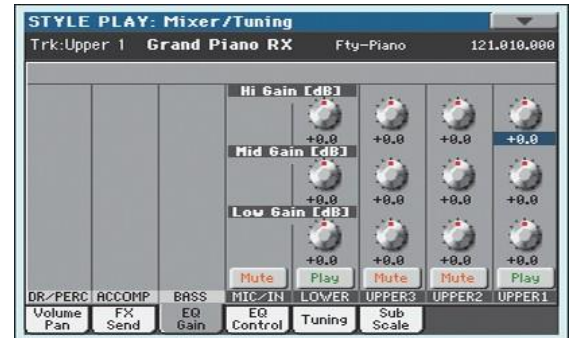 STYLE PLAY: Mixer/Tuning
Trk:Upper 1 Grand Piano RX Fty-Piano 121.010.000
Hi Gain [dB]
+0.0 +0.0 +0.0 +0.0
Mid Gain [dB]
+0.0 +0.0 +0.0 +0.0
Low Gain [dB]
+0.0 +0.0 +0.0 +0.0
Mute Play Mute Mute Play
DR/PERC ACCOMP BASS MIC/IN LOWER UPPER3 UPPER2 UPPER1
Volume Pan FX Send EQ Gain EQ Control Tuning Sub Scale